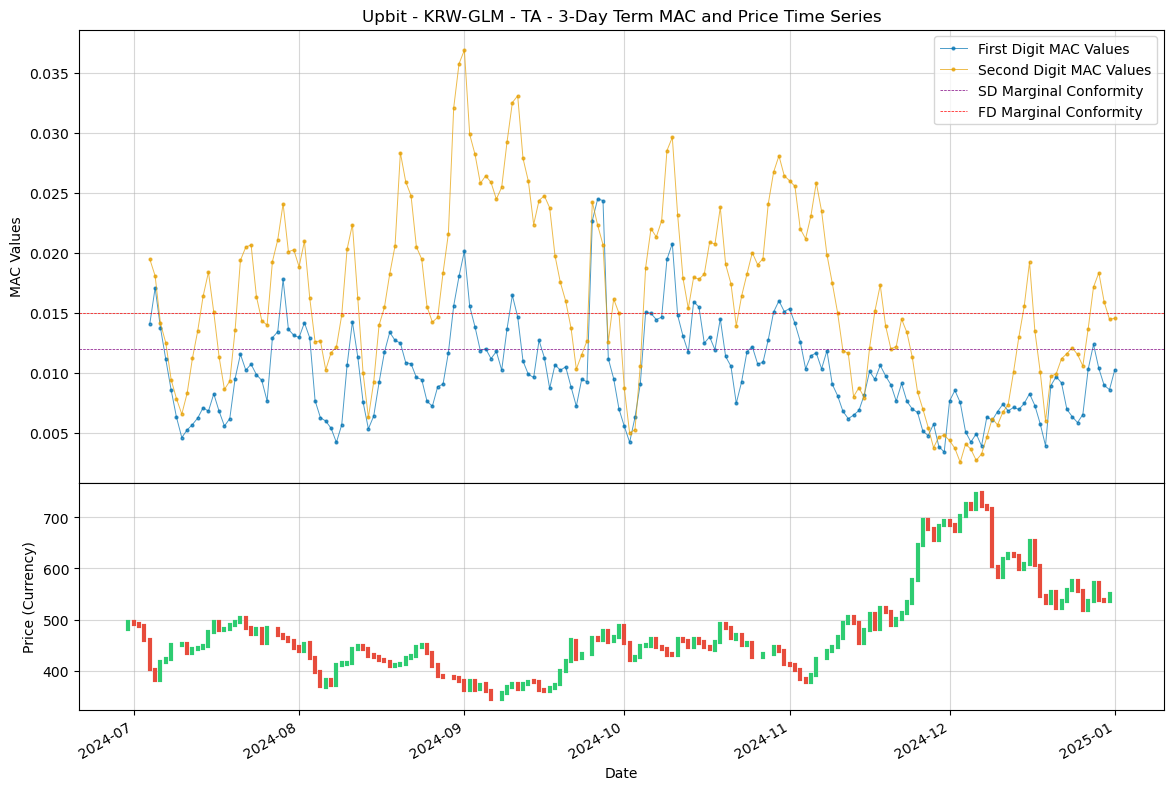 Upbit - KRW-GLM - TA - 3-Day Term MAC and Price Time Series
First Digit MAC Values
Second Digit MAC Values
SD Marginal Conformity
FD Marginal Conformity
MAC Values
0.035
0.030
0.025
0.020
0.015
0.010
0.005
Price (Currency)
700
600
500
400
2024-07
2024-08
2024-09
2024-10
2024-11
2024-12
2025-01
Date